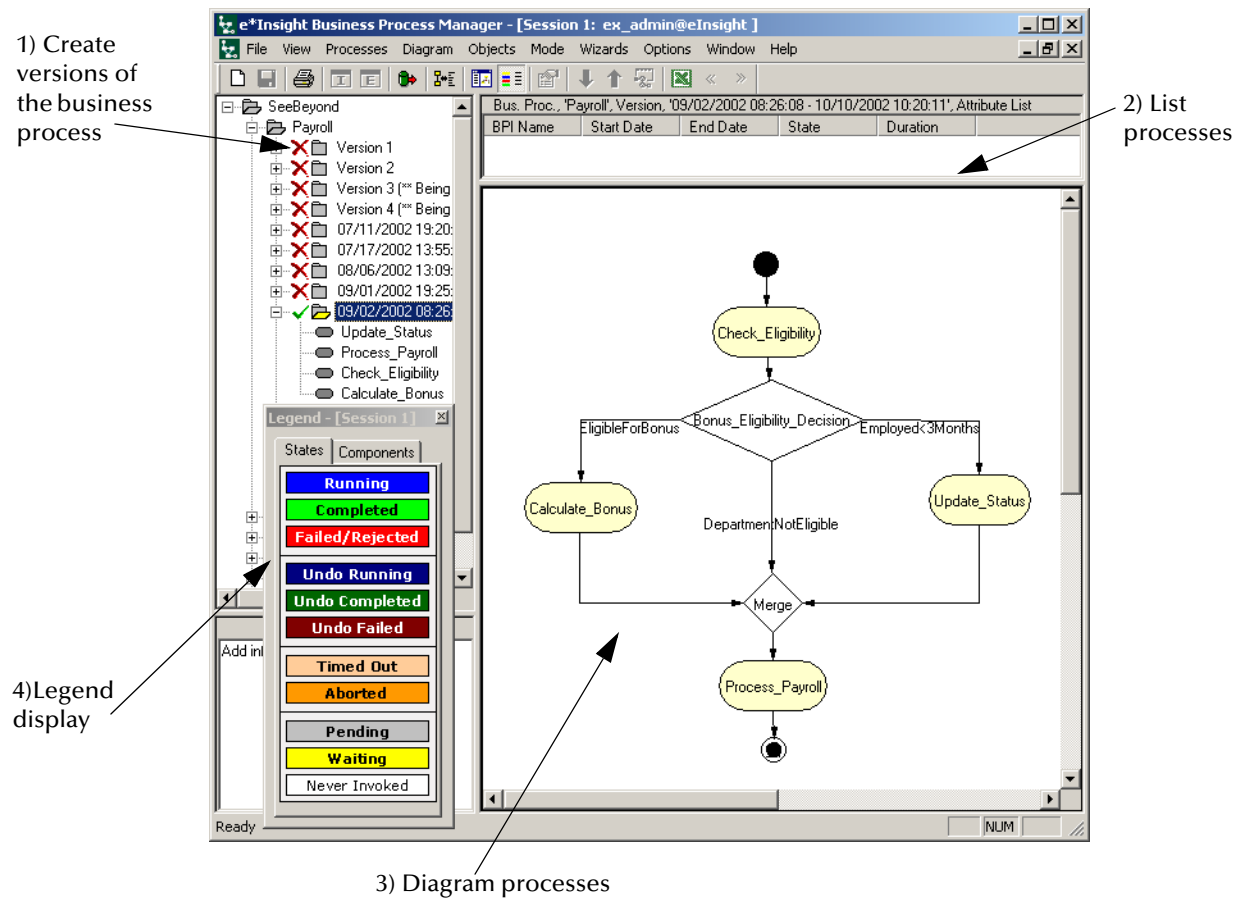 e*Insight Business Process Manager - [Session 1: ex_admin@eInsight ]
File View Processes Diagram Objects Mode Wizards Options Window Help
1) Create
versions of
the business
process
SeeBeyond
Payroll
Version 1
Version 2
Version 3 (** Being
Version 4 (** Being
07/11/2002 19:20:
07/17/2002 13:55:
08/06/2002 13:09:
09/01/2002 19:25:
09/02/2002 08:26:
Update_Status
Process_Payroll
Check_Eligibility
Calculate_Bonus
Bus. Proc., 'Payroll', Version, '09/02/2002 08:26:08 - 10/10/2002 10:20:11', Attribute List
BPI Name Start Date End Date State Duration
2) List
processes
Check_Eligibility
Bonus_Eligibility_Decision
EligibleForBonus
Employed<3Months
Calculate_Bonus
DepartmentNotEligible
Update_Status
Merge
Process_Payroll
Legend - [Session 1]
States Components
Running
Completed
Failed/Rejected
Undo Running
Undo Completed
Undo Failed
Timed Out
Aborted
Pending
Waiting
Never Invoked
4)Legend
display
Ready
NUM
3) Diagram processes